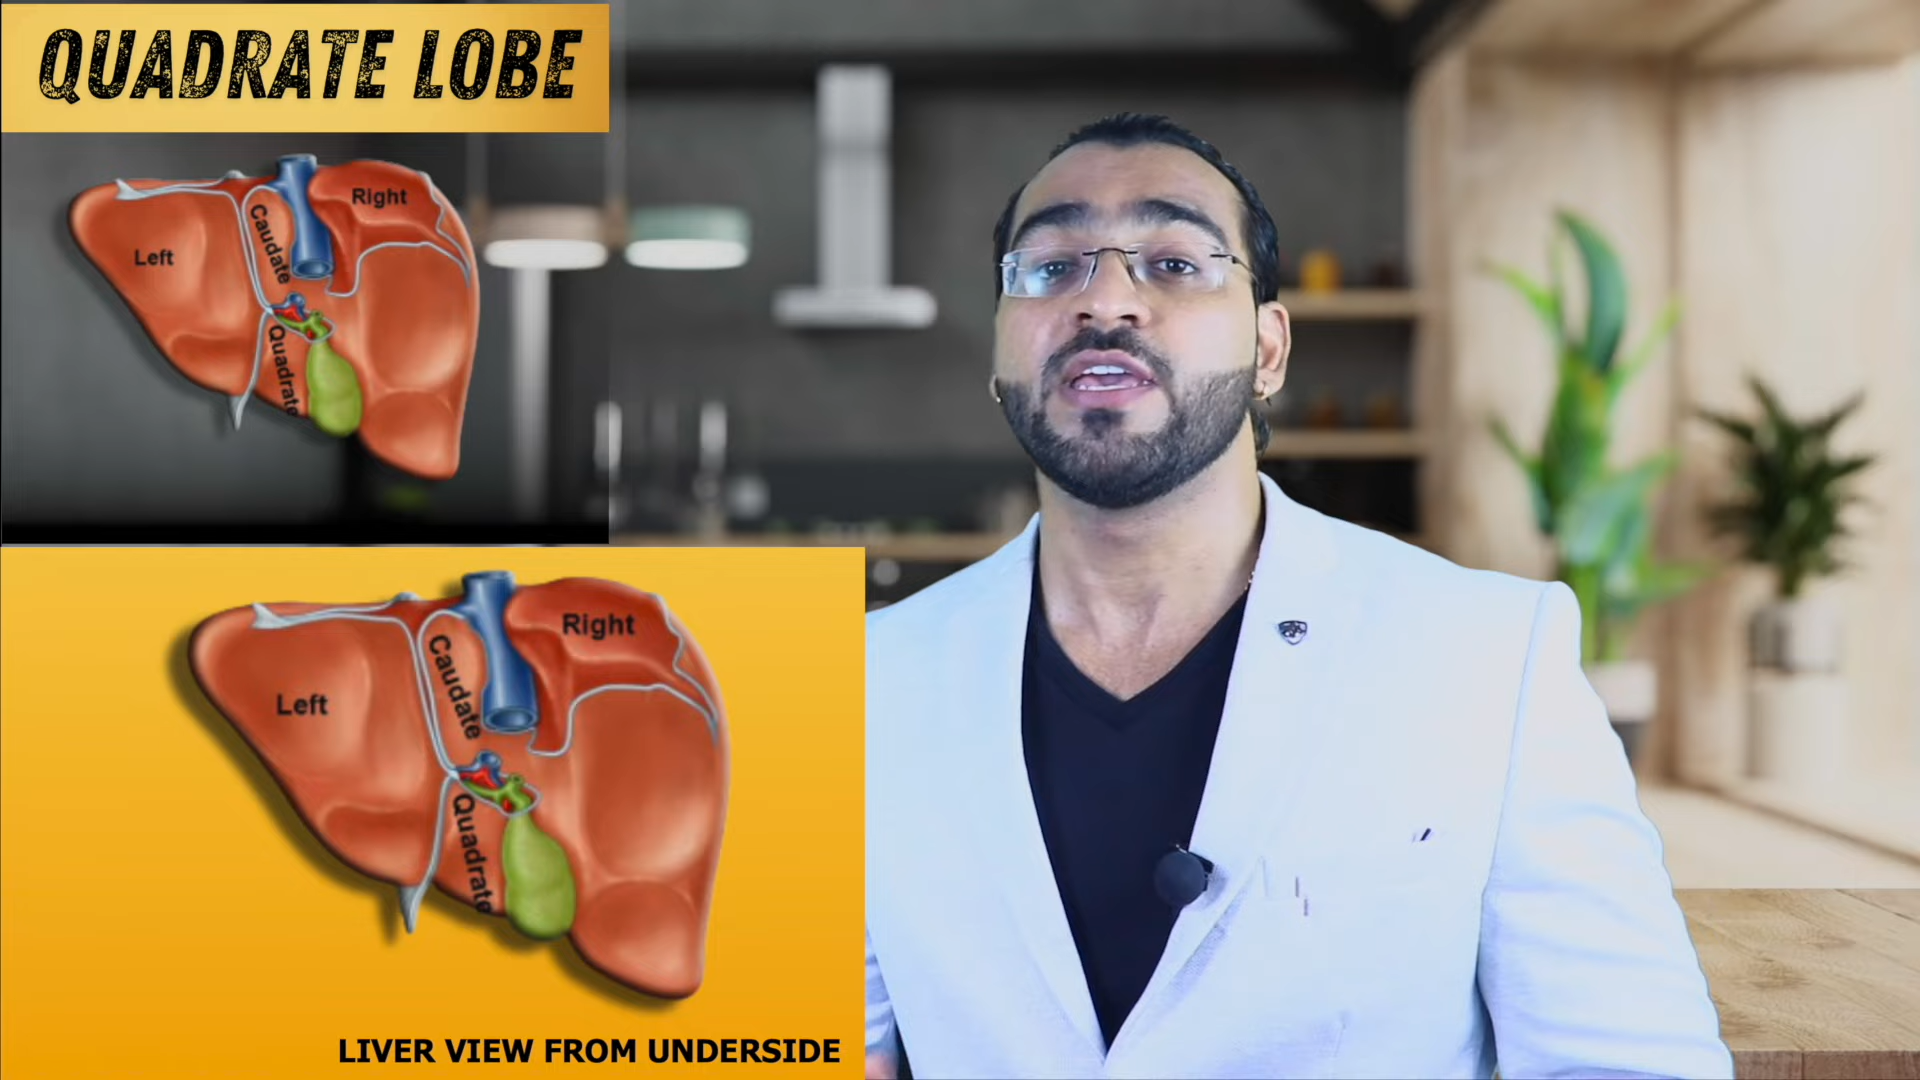 QUADRATE LOBE
Right
Left
Caudate
Quadrate
Right
Left
Caudate
Quadrate
LIVER VIEW FROM UNDERSIDE